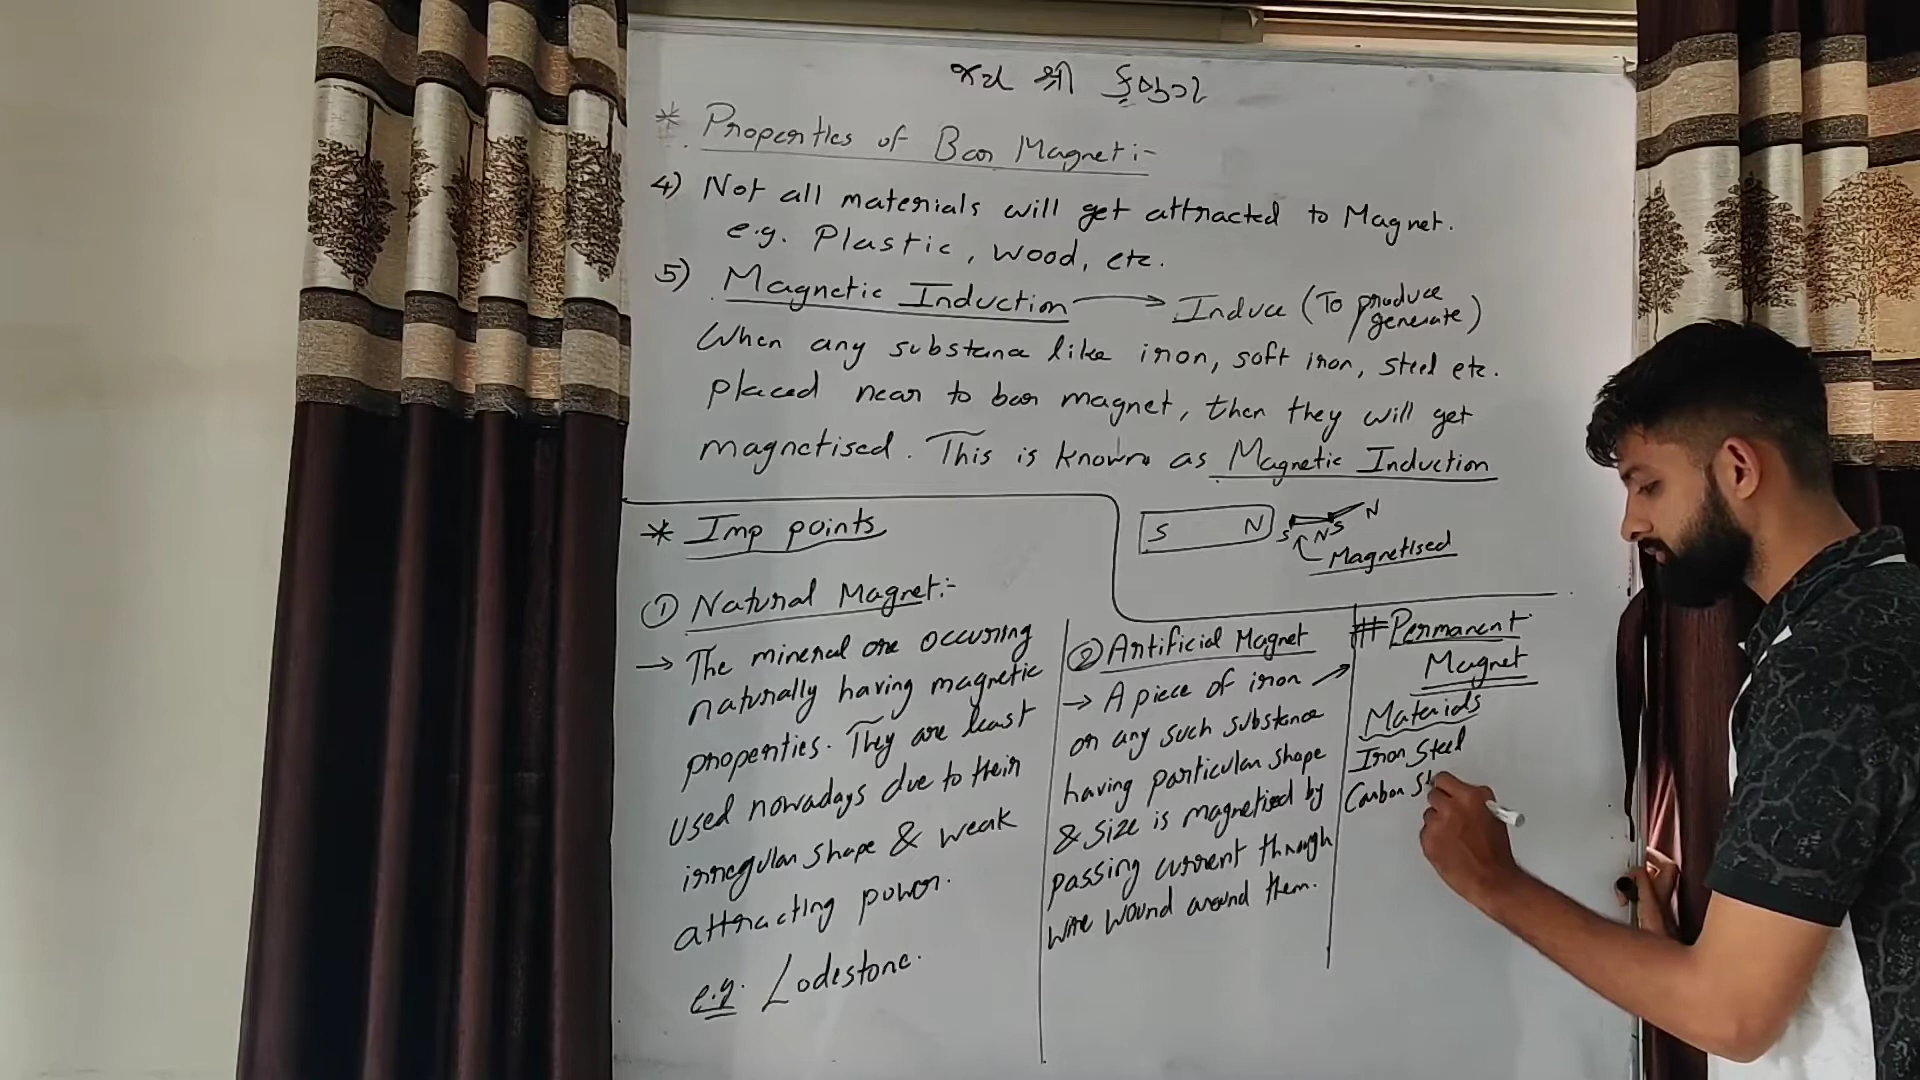 જય શ્રી કૃષ્ણ
* Properties of Bar Magnet:-
4) Not all materials will get attracted to Magnet.
e.g. Plastic, wood, etc.
5) Magnetic Induction → Induce (To produce generate)
When any substance like iron, soft iron, steel etc.
placed near to bar magnet, then they will get
magnetised. This is known as Magnetic Induction
S N S N S N
Magnetised
* Imp points
① Natural Magnet:-
→ The mineral ore occuring
naturally having magnetic
properties. They are least
used nowadays due to their
irregular shape & weak
attracting power.
e.g. Lodestone.
② Artificial Magnet
→ A piece of iron
or any such substance
having particular shape
& size is magnetised by
passing current through
wire wound around them.
# Permanent
Magnet
Materials
Iron Steel
Carbon St